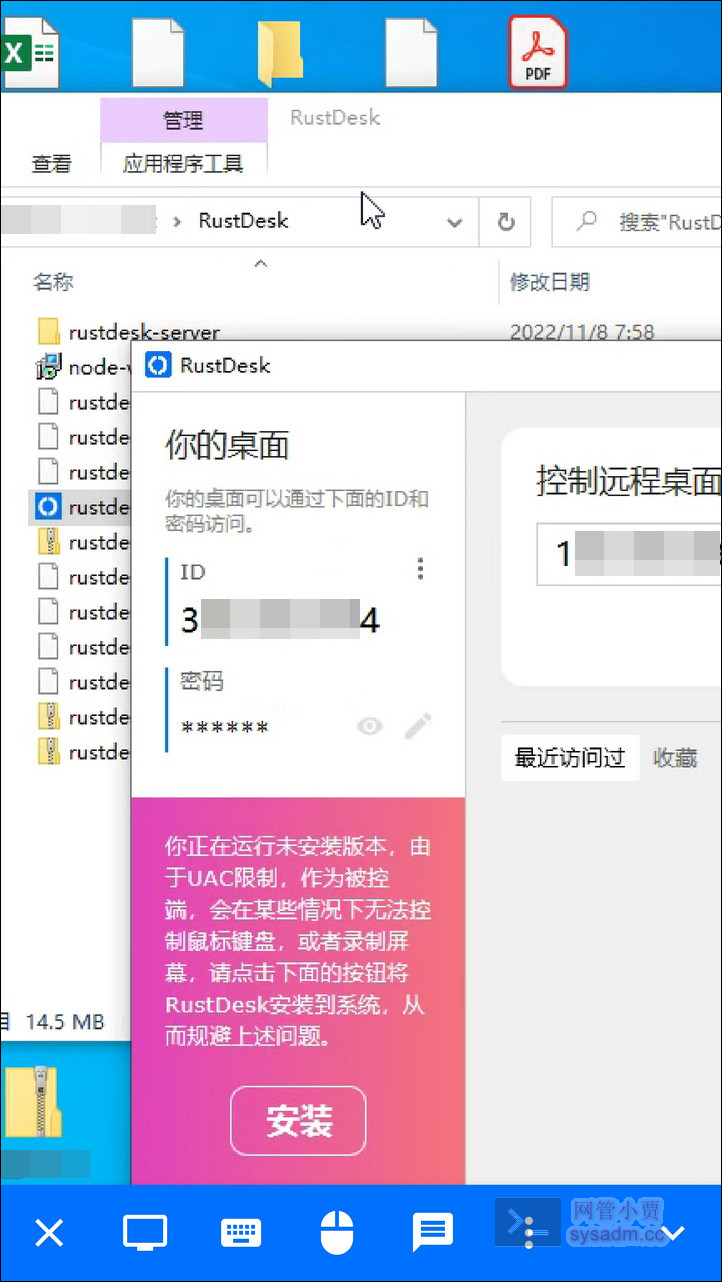 X
PDF
管理
RustDesk
查看
应用程序工具
RustDesk
搜索"RustD
名称
修改日期
rustdesk-server
2022/11/8 7:58
node-
RustDesk
rustde
rustde
rustde
rustde
rustde
rustde
rustde
rustde
rustde
rustde
rustde
你的桌面
你的桌面可以通过下面的ID和
密码访问。
ID
3
4
密码
******
控制远程桌面
1
最近访问过
收藏
你正在运行未安装版本，由
于UAC限制，作为被控
端，会在某些情况下无法控
制鼠标键盘，或者录制屏
幕，请点击下面的按钮将
RustDesk安装到系统，从
而规避上述问题。
安装
14.5 MB
网管小贾
sysadm.cc